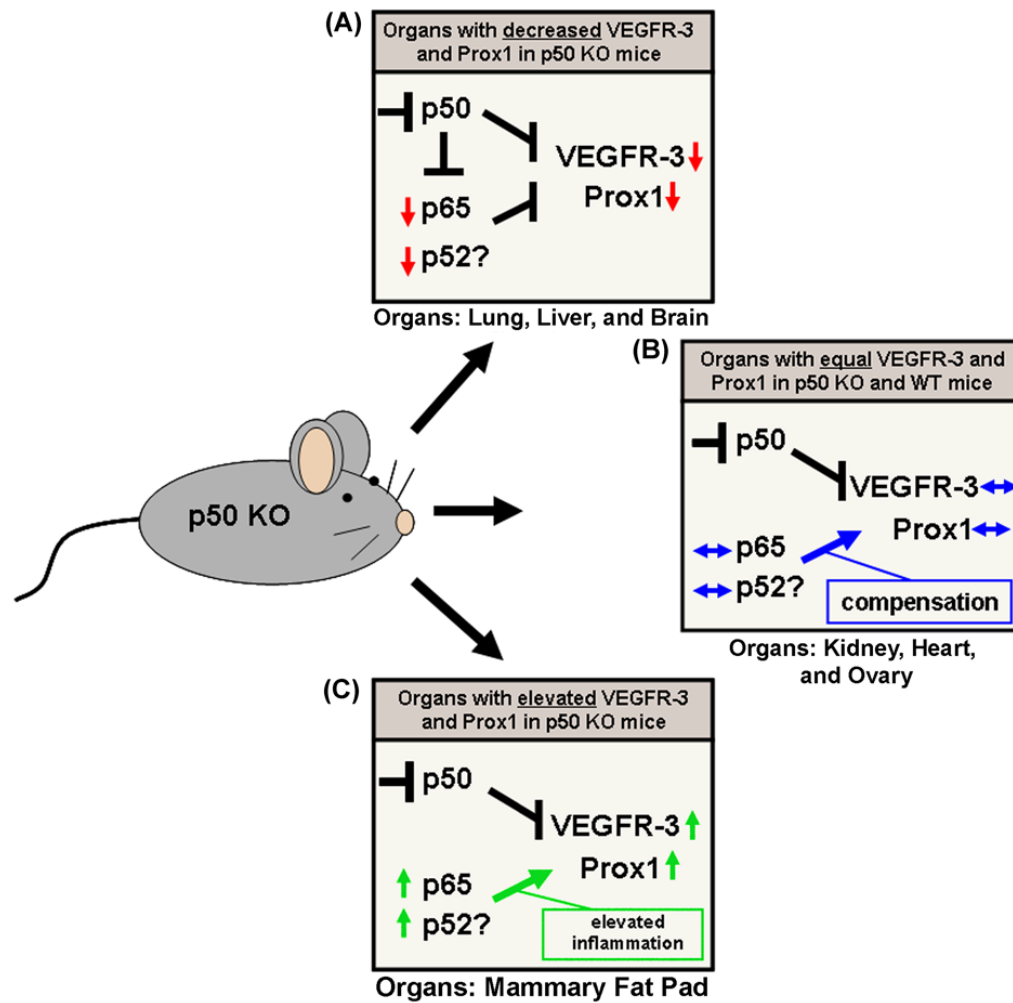 (A)
Organs with decreased VEGFR-3
and Prox1 in p50 KO mice
p50
VEGFR-3
Prox1
p65
p52?
Organs: Lung, Liver, and Brain
p50 KO
(B)
Organs with equal VEGFR-3 and
Prox1 in p50 KO and WT mice
p50
VEGFR-3
Prox1
p65
p52?
compensation
Organs: Kidney, Heart,
and Ovary
(C)
Organs with elevated VEGFR-3
and Prox1 in p50 KO mice
p50
VEGFR-3
Prox1
p65
p52?
elevated
inflammation
Organs: Mammary Fat Pad